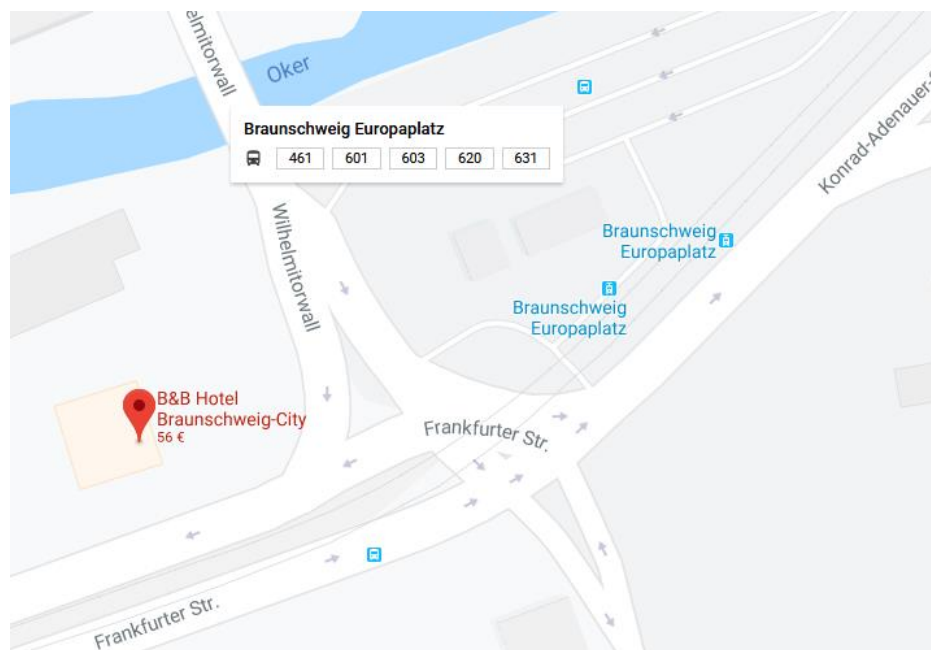 Wilhelmitorwall
Oker
Braunschweig Europaplatz
461 601 603 620 631
Konrad-Adenauer-S
Wilhelmitorwall
Braunschweig
Europaplatz
Braunschweig
Europaplatz
B&B Hotel
Braunschweig-City
56 €
Frankfurter Str.
Frankfurter Str.